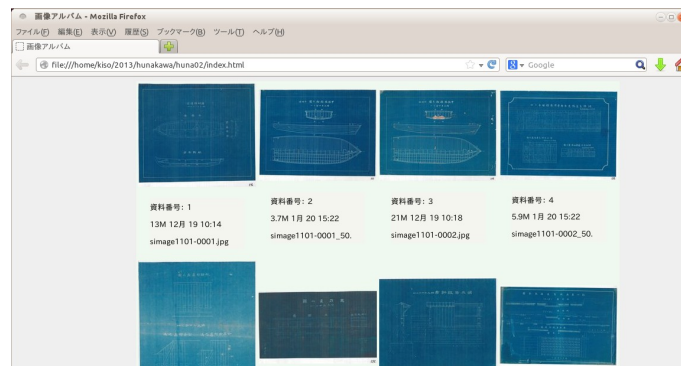 画像アルバム - Mozilla Firefox
ファイル(F) 編集(E) 表示(V) 履歴(S) ブックマーク(B) ツール(T) ヘルプ(H)
画像アルバム
file:///home/kiso/2013/hunakawa/huna02/index.html
Google
資料番号: 1
13M 12月 19 10:14
simage1101-0001.jpg
資料番号: 2
3.7M 1月 20 15:22
simage1101-0001_50.
資料番号: 3
21M 12月 19 10:18
simage1101-0002.jpg
資料番号: 4
5.9M 1月 20 15:22
simage1101-0002_50.